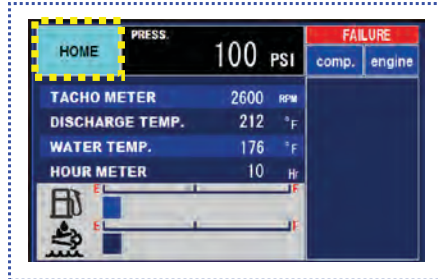 HOME PRESS. 100 PSI FAILURE
comp. engine
TACHO METER 2600 RPM
DISCHARGE TEMP. 212 °F
WATER TEMP. 176 °F
HOUR METER 10 Hr
E F
E F